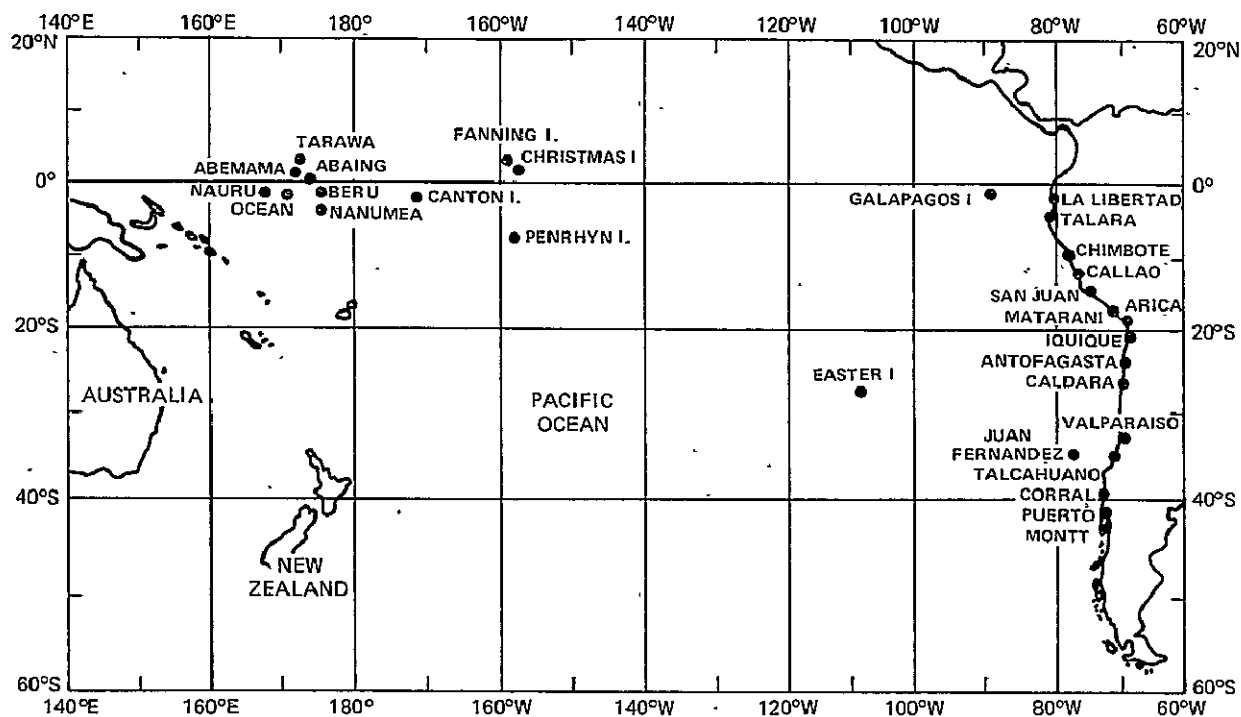 140°E 160°E 180° 160°W 140°W 120°W 100°W 80°W 60°W
20°N 20°N
TARAWA
FANNING I.
ABEMAMA ABAING CHRISTMAS I
0° 0°
NAURU BERU CANTON I. GALAPAGOS I LA LIBERTAD
OCEAN NANUMEA TALARA
PENRHYN I.
CHIMBOTE
CALLAO
SAN JUAN ARICA
MATARANI
20°S 20°S
IQUIQUE
ANTOFAGASTA
EASTER I
CALDARA
AUSTRALIA
PACIFIC
OCEAN
VALPARAISO
JUAN
FERNANDEZ
TALCAHUANO
40°S CORRAL 40°S
PUERTO
MONTT
NEW
ZEALAND
60°S 60°S
140°E 160°E 180° 160°W 140°W 120°W 100°W 80°W 60°W